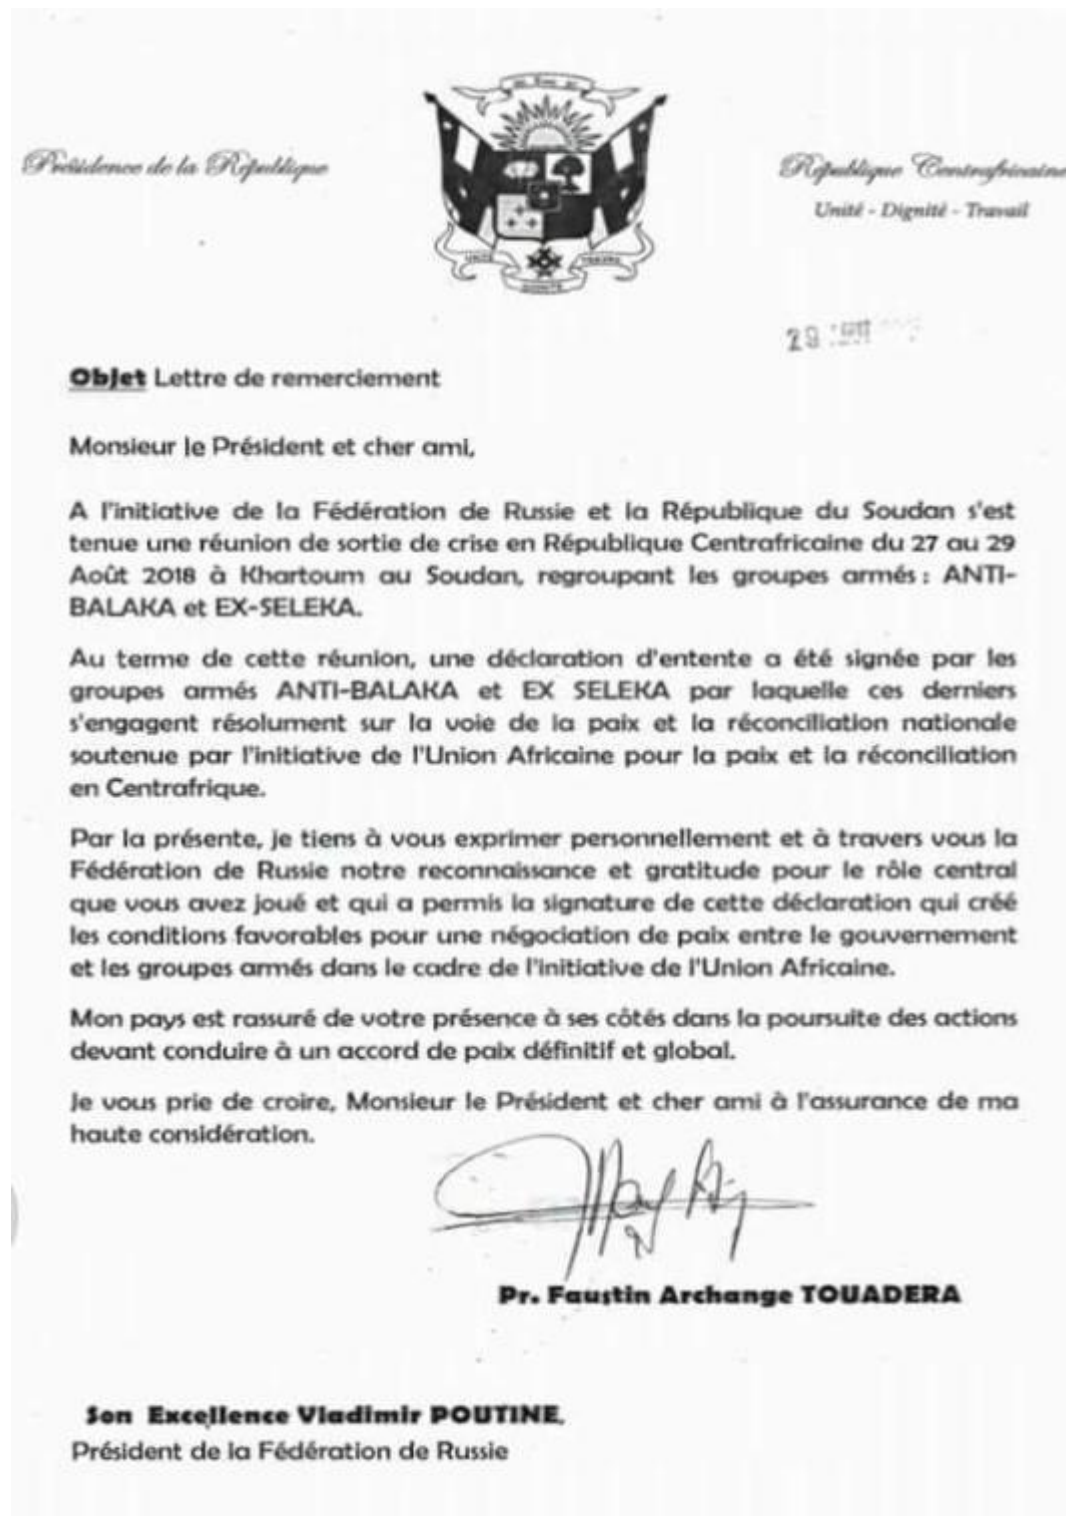 Présidence de la République
République Centrafricaine
Unité - Dignité - Travail
UNITE
DIGNITE
TRAVAIL
29
Objet Lettre de remerciement
Monsieur le Président et cher ami,
A l'initiative de la Fédération de Russie et la République du Soudan s'est
tenue une réunion de sortie de crise en République Centrafricaine du 27 au 29
Août 2018 à Khartoum au Soudan, regroupant les groupes armés : ANTI-
BALAKA et EX-SELEKA.
Au terme de cette réunion, une déclaration d'entente a été signée par les
groupes armés ANTI-BALAKA et EX SELEKA par laquelle ces derniers
s'engagent résolument sur la voie de la paix et la réconciliation nationale
soutenue par l'initiative de l'Union Africaine pour la paix et la réconciliation
en Centrafrique.
Par la présente, je tiens à vous exprimer personnellement et à travers vous la
Fédération de Russie notre reconnaissance et gratitude pour le rôle central
que vous avez joué et qui a permis la signature de cette déclaration qui créé
les conditions favorables pour une négociation de paix entre le gouvernement
et les groupes armés dans le cadre de l'initiative de l'Union Africaine.
Mon pays est rassuré de votre présence à ses côtés dans la poursuite des actions
devant conduire à un accord de paix définitif et global.
Je vous prie de croire, Monsieur le Président et cher ami à l'assurance de ma
haute considération.
Pr. Faustin Archange TOUADERA
Son Excellence Vladimir POUTINE,
Président de la Fédération de Russie